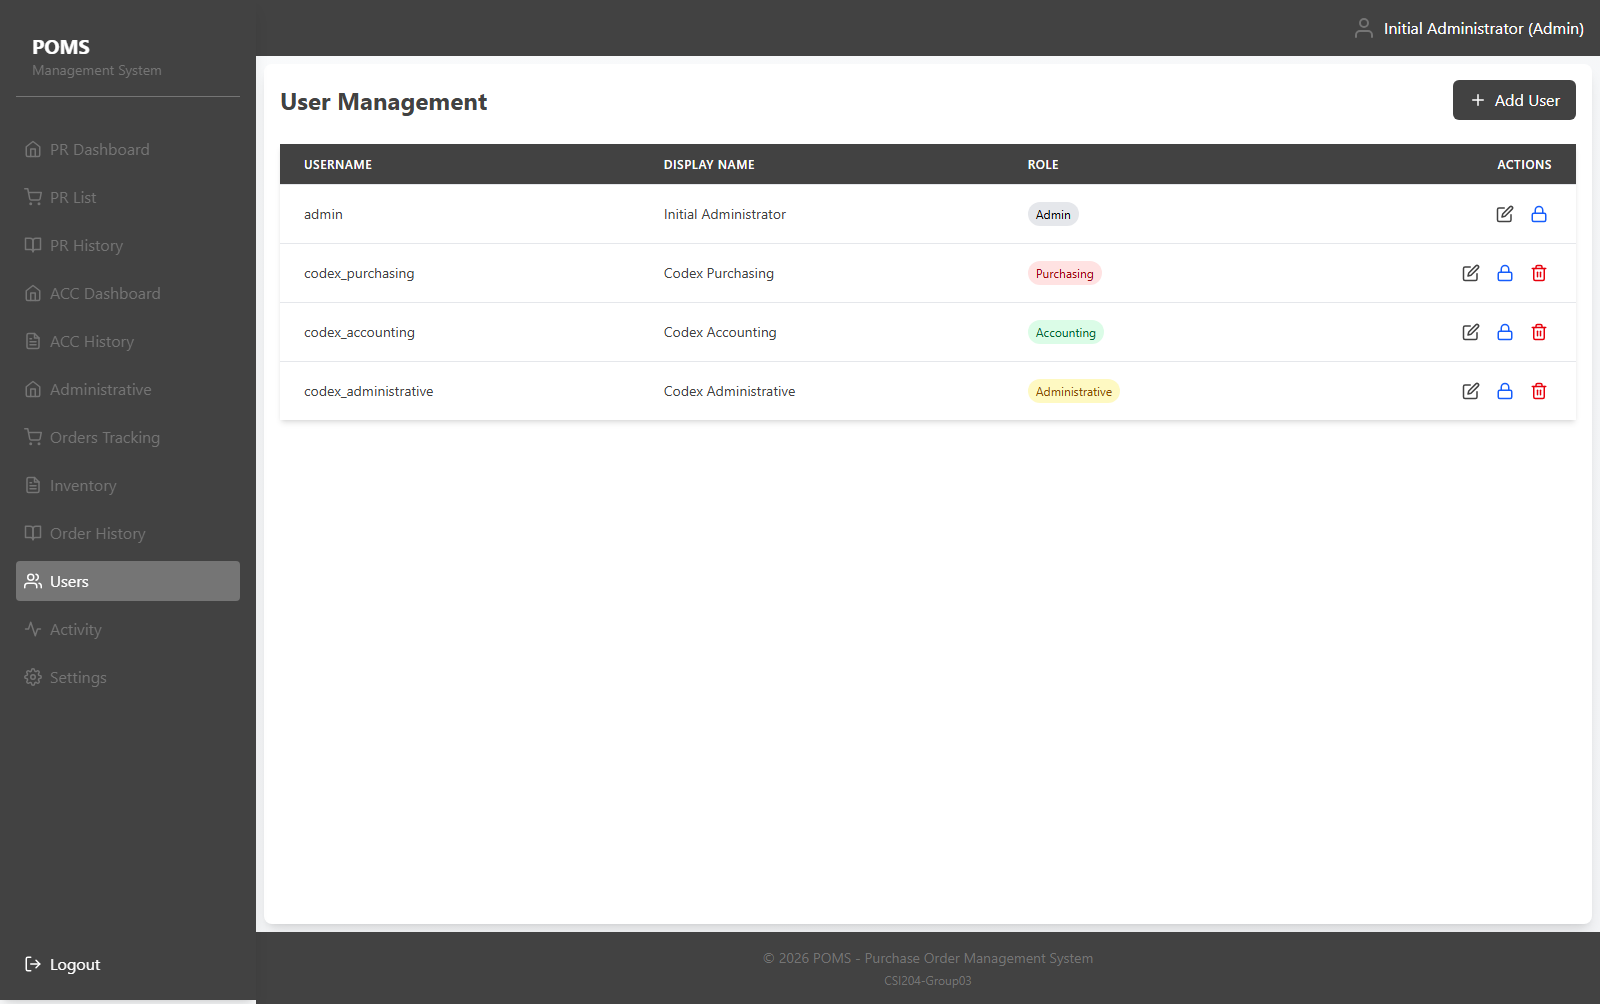 POMS
Management System
Initial Administrator (Admin)
PR Dashboard
PR List
PR History
ACC Dashboard
ACC History
Administrative
Orders Tracking
Inventory
Order History
Users
Activity
Settings
Logout
User Management
Add User
USERNAME DISPLAY NAME ROLE ACTIONS
admin Initial Administrator Admin
codex_purchasing Codex Purchasing Purchasing
codex_accounting Codex Accounting Accounting
codex_administrative Codex Administrative Administrative
© 2026 POMS - Purchase Order Management System
CSI204-Group03